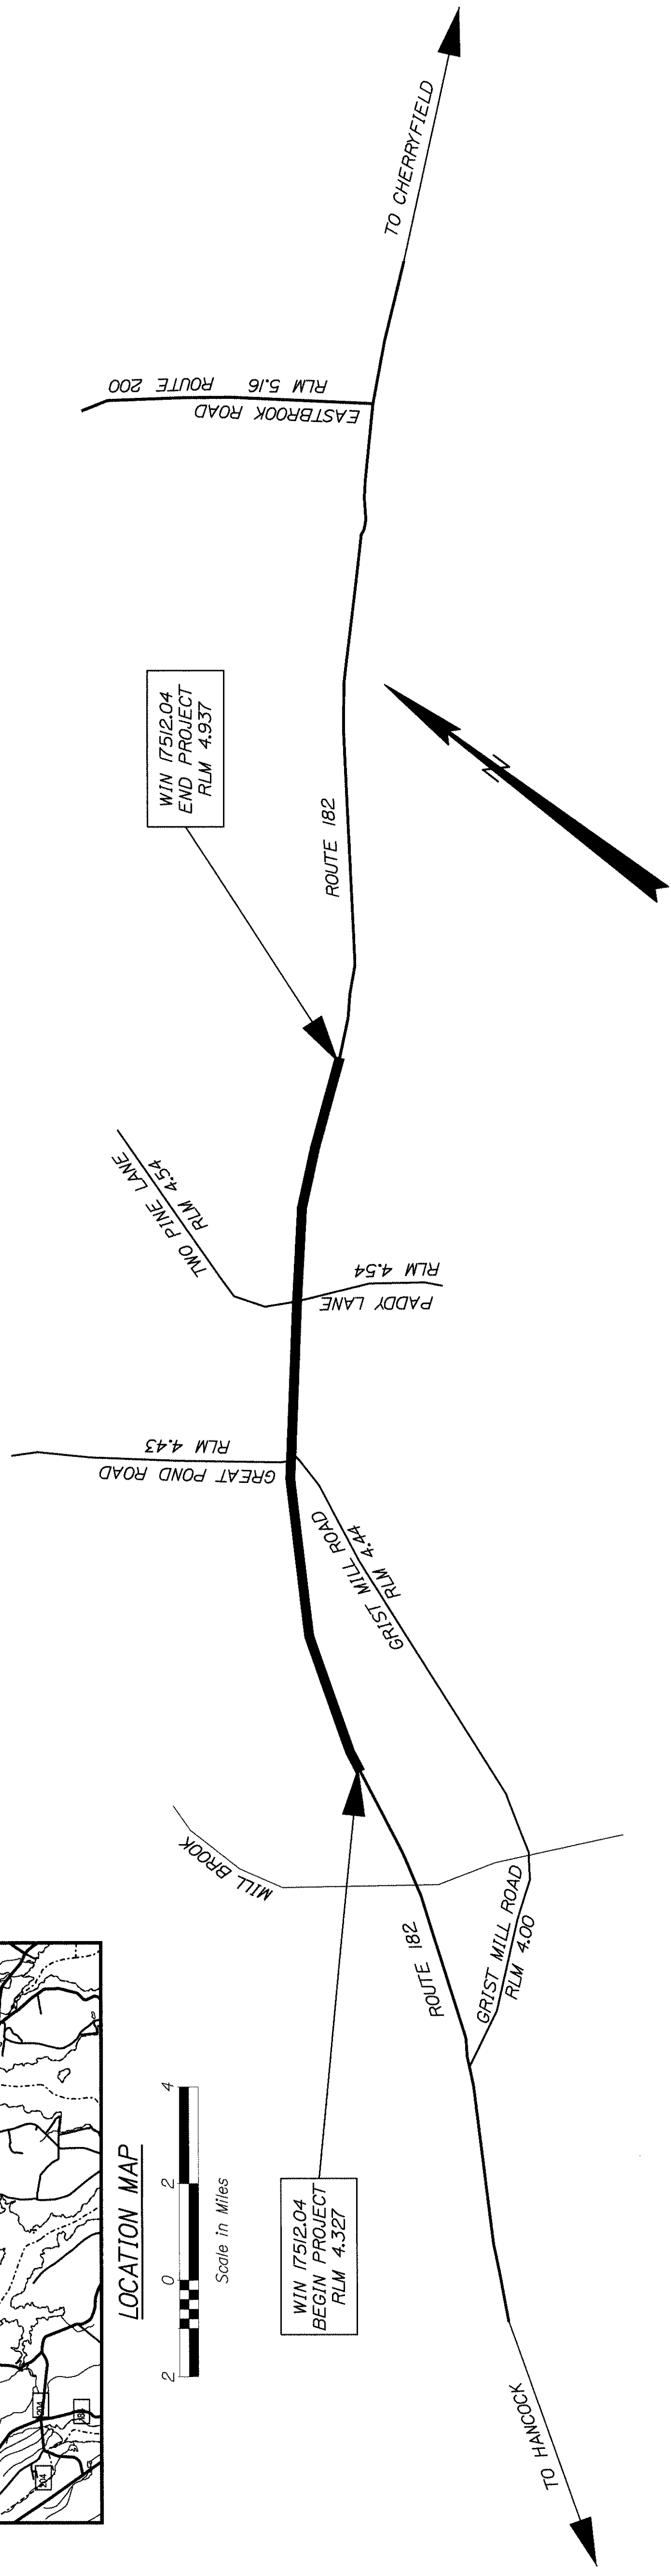 TO CHERRYFIELD
RLM 5.16 ROUTE 200
EASTBROOK ROAD
WIN 17512.04
END PROJECT
RLM 4.937
ROUTE 182
N
TWO PINE LANE
RLM 4.54
RLM 4.54
PADDY LANE
RLM 4.43
GREAT POND ROAD
GRIST MILL ROAD
RLM 4.44
MILL BROOK
ROUTE 182
GRIST MILL ROAD
RLM 4.00
LOCATION MAP
2 0 2 4
Scale in Miles
WIN 17512.04
BEGIN PROJECT
RLM 4.327
TO HANCOCK
204